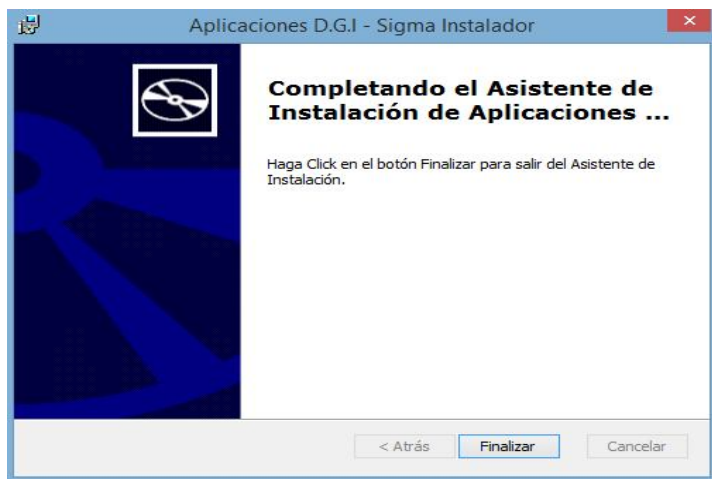 Aplicaciones D.G.I - Sigma Instalador
Completando el Asistente de
Instalación de Aplicaciones ...
Haga Click en el botón Finalizar para salir del Asistente de
Instalación.
< Atrás Finalizar Cancelar